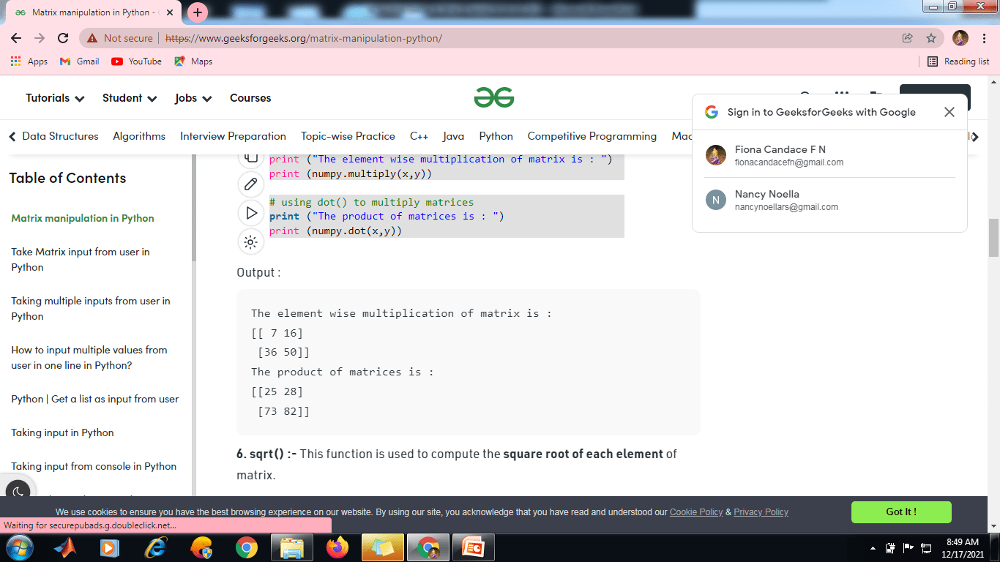 Matrix manipulation in Python -
Not secure | https://www.geeksforgeeks.org/matrix-manipulation-python/
Apps Gmail YouTube Maps Reading list
Tutorials Student Jobs Courses
Sign in to GeeksforGeeks with Google
Fiona Candace F N
fionacandacefn@gmail.com
N Nancy Noella
nancynoellars@gmail.com
Data Structures Algorithms Interview Preparation Topic-wise Practice C++ Java Python Competitive Programming Mac
Table of Contents
Matrix manipulation in Python
Take Matrix input from user in
Python
Taking multiple inputs from user in
Python
How to input multiple values from
user in one line in Python?
Python | Get a list as input from user
Taking input in Python
Taking input from console in Python
print ("The element wise multiplication of matrix is : ")
print (numpy.multiply(x,y))
# using dot() to multiply matrices
print ("The product of matrices is : ")
print (numpy.dot(x,y))
Output :
The element wise multiplication of matrix is :
[[ 7 16]
[36 50]]
The product of matrices is :
[[25 28]
[73 82]]
6. sqrt() :- This function is used to compute the square root of each element of
matrix.
We use cookies to ensure you have the best browsing experience on our website. By using our site, you acknowledge that you have read and understood our Cookie Policy & Privacy Policy
Got It !
Waiting for securepubads.g.doubleclick.net...
8:49 AM
12/17/2021